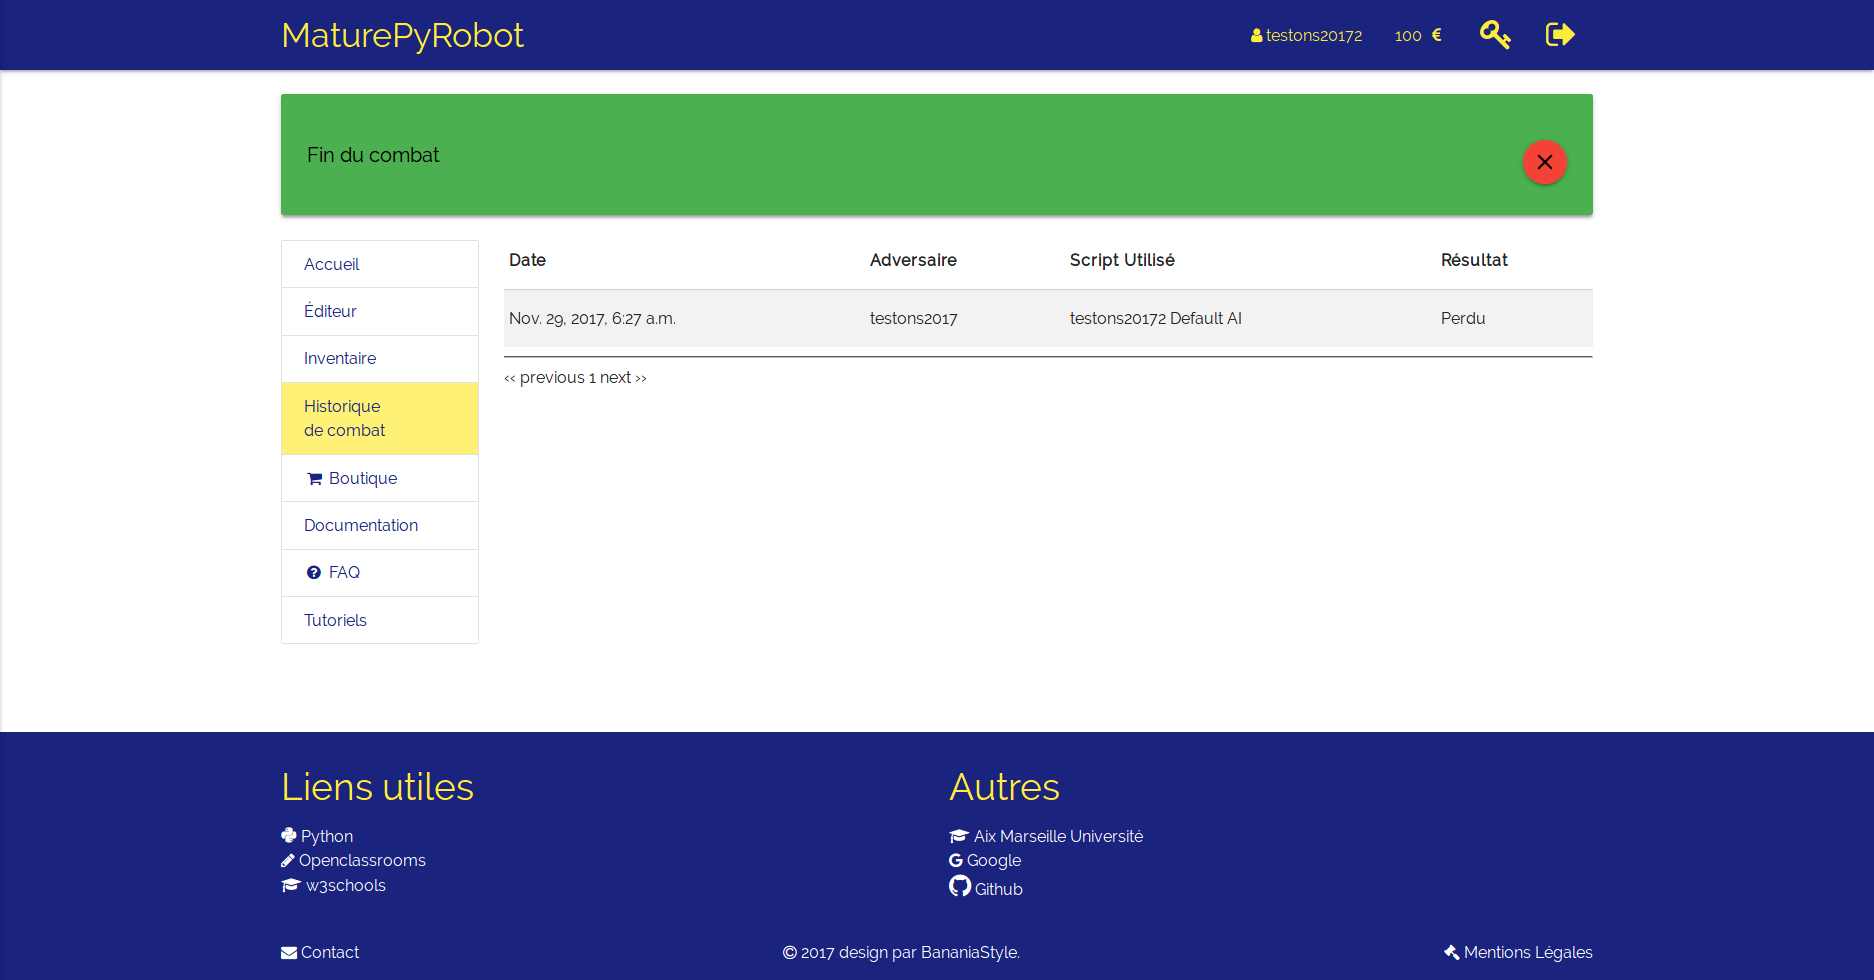 MaturePyRobot
testons20172 100 €
Fin du combat
Accueil
Éditeur
Inventaire
Historique
de combat
Boutique
Documentation
FAQ
Tutoriels
Date Adversaire Script Utilisé Résultat
Nov. 29, 2017, 6:27 a.m. testons2017 testons20172 Default AI Perdu
‹‹ previous 1 next ››
Liens utiles
Python
Openclassrooms
w3schools
Autres
Aix Marseille Université
Google
Github
Contact
© 2017 design par BananiaStyle.
Mentions Légales